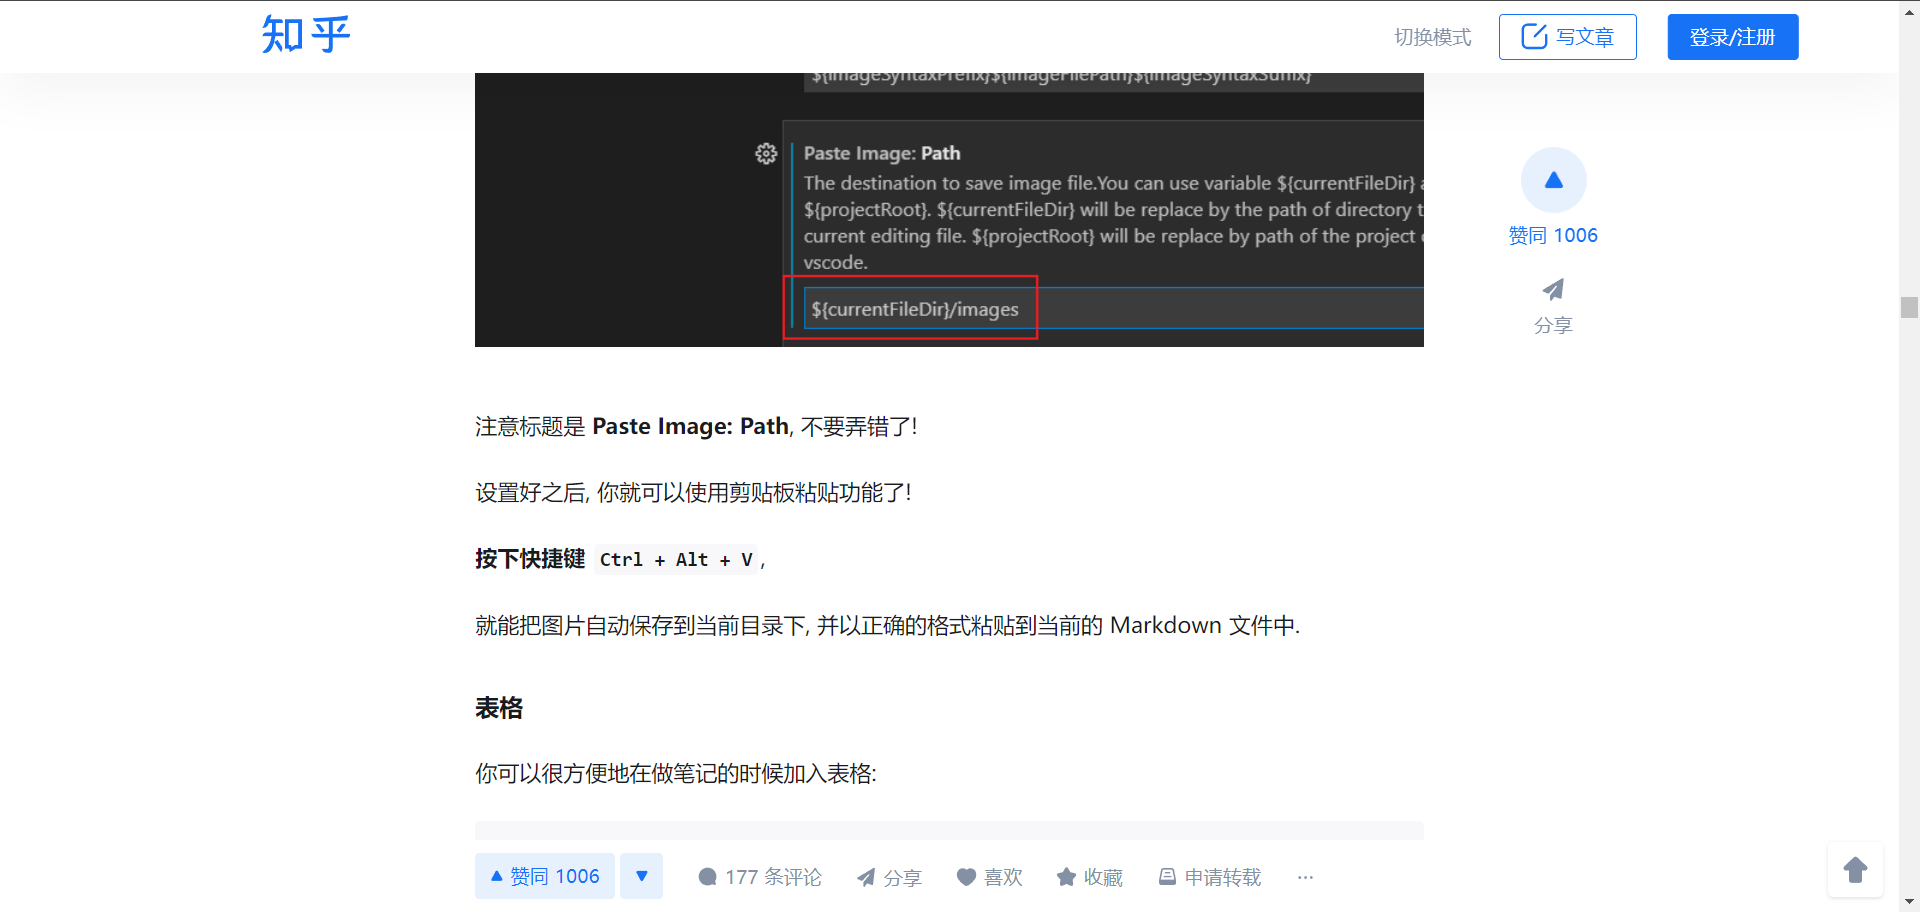 知乎
切换模式
写文章
登录/注册
${imageSyntaxPrefix}${imageFilePath}${imageSyntaxSuffix}
Paste Image: Path
The destination to save image file.You can use variable ${currentFileDir}
${projectRoot}. ${currentFileDir} will be replace by the path of directory
current editing file. ${projectRoot} will be replace by path of the project
vscode.
${currentFileDir}/images
赞同 1006
分享
注意标题是 Paste Image: Path, 不要弄错了!
设置好之后, 你就可以使用剪贴板粘贴功能了!
按下快捷键 Ctrl + Alt + V ,
就能把图片自动保存到当前目录下, 并以正确的格式粘贴到当前的 Markdown 文件中.
表格
你可以很方便地在做笔记的时候加入表格:
赞同 1006
177 条评论
分享
喜欢
收藏
申请转载
···